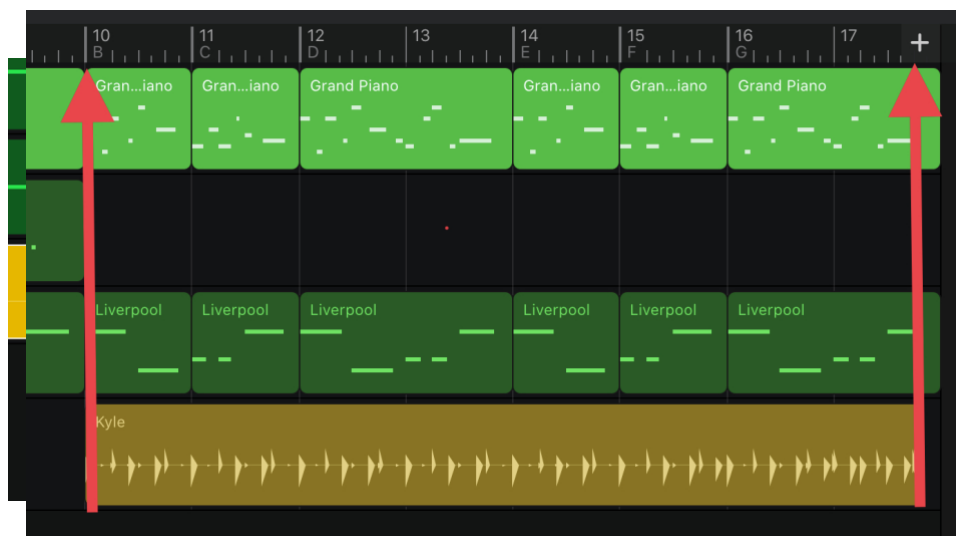 10 11 12 13 14 15 16 17 +
B C D E F G
Gran...iano Gran...iano Grand Piano Gran...iano Gran...iano Grand Piano
Liverpool Liverpool Liverpool Liverpool Liverpool Liverpool
Kyle